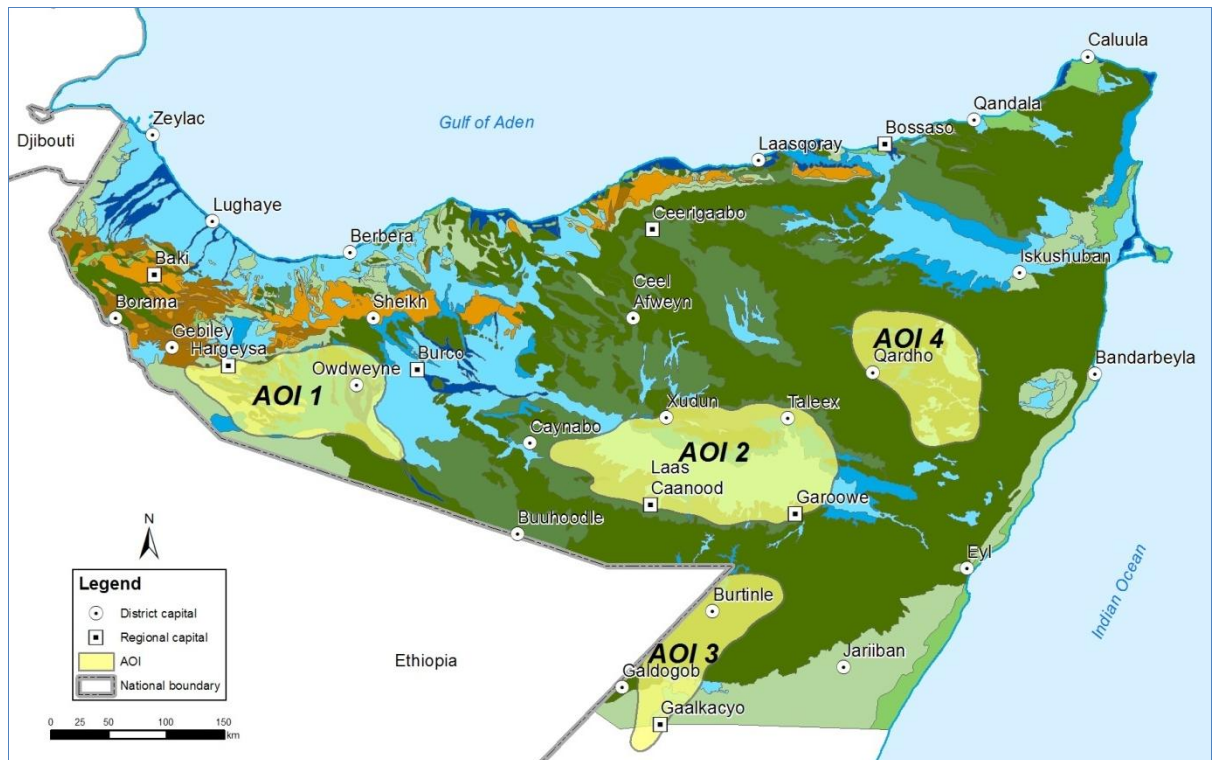 Caluula
Qandala
Bossaso
Zeylac
Djibouti
Gulf of Aden
Laasqoray
Lughaye
Ceerigaabo
Berbera
Baki
Iskushuban
Borama
Sheikh
Ceel
Afweyn
Gebiley
Hargeysa
Burco
AOI 4
Qardho
Bandarbeyla
Owdweyne
AOI 1
Xudun
Taleex
Caynabo
AOI 2
Laas
Caanood
Garoowe
Buuhoodle
Eyl
N
Legend
District capital
Regional capital
AOI
National boundary
Burtinle
Indian Ocean
AOI 3
Ethiopia
Jariiban
Galdogob
Gaalkacyo
0 25 50 100 150
km